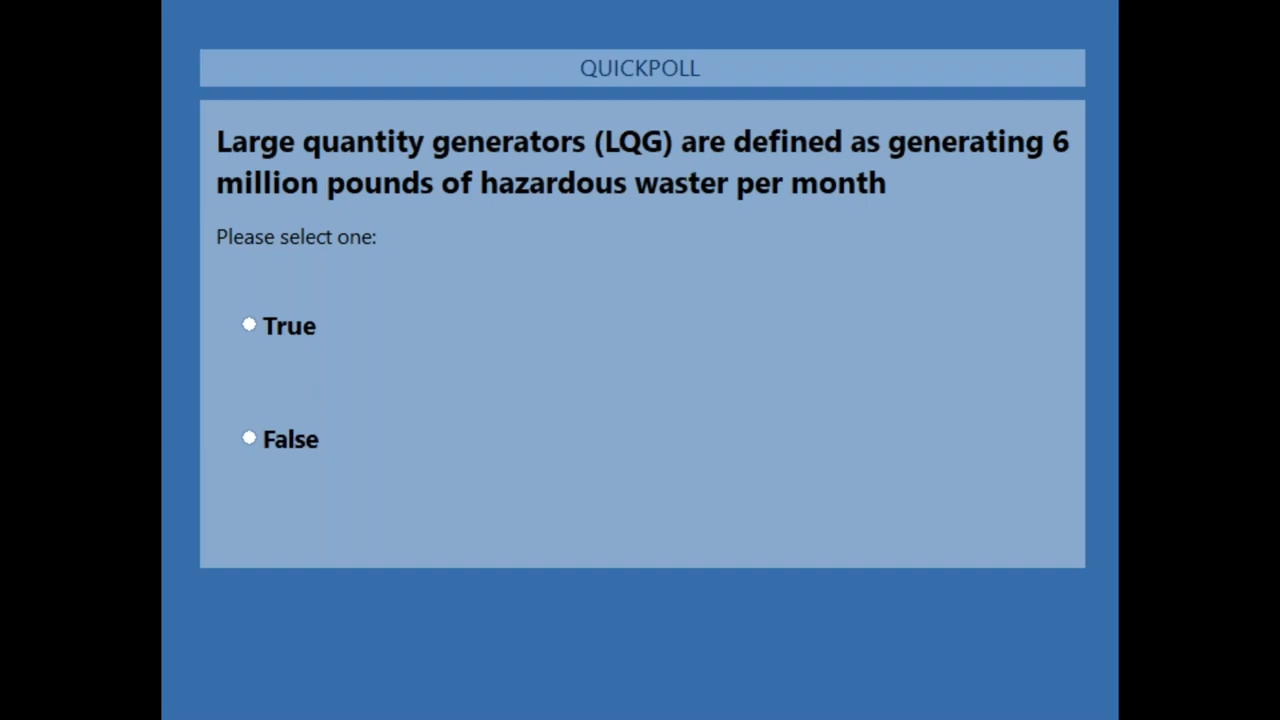 QUICKPOLL
Large quantity generators (LQG) are defined as generating 6
million pounds of hazardous waster per month
Please select one:
True
False